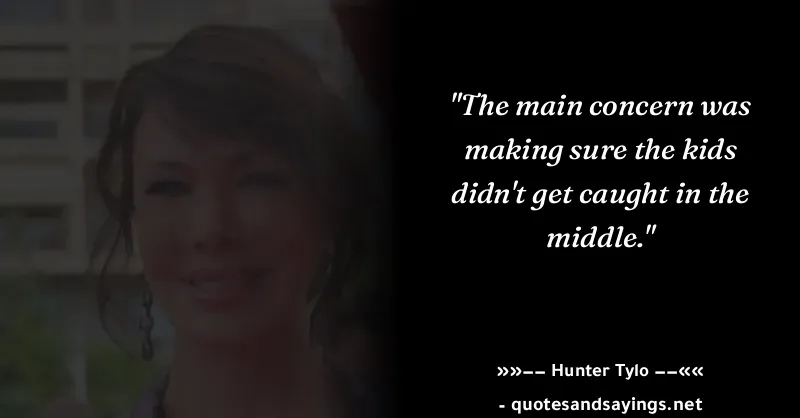 "The main concern was
making sure the kids
didn't get caught in the
middle."
»»−− Hunter Tylo −−««
- quotesandsayings.net